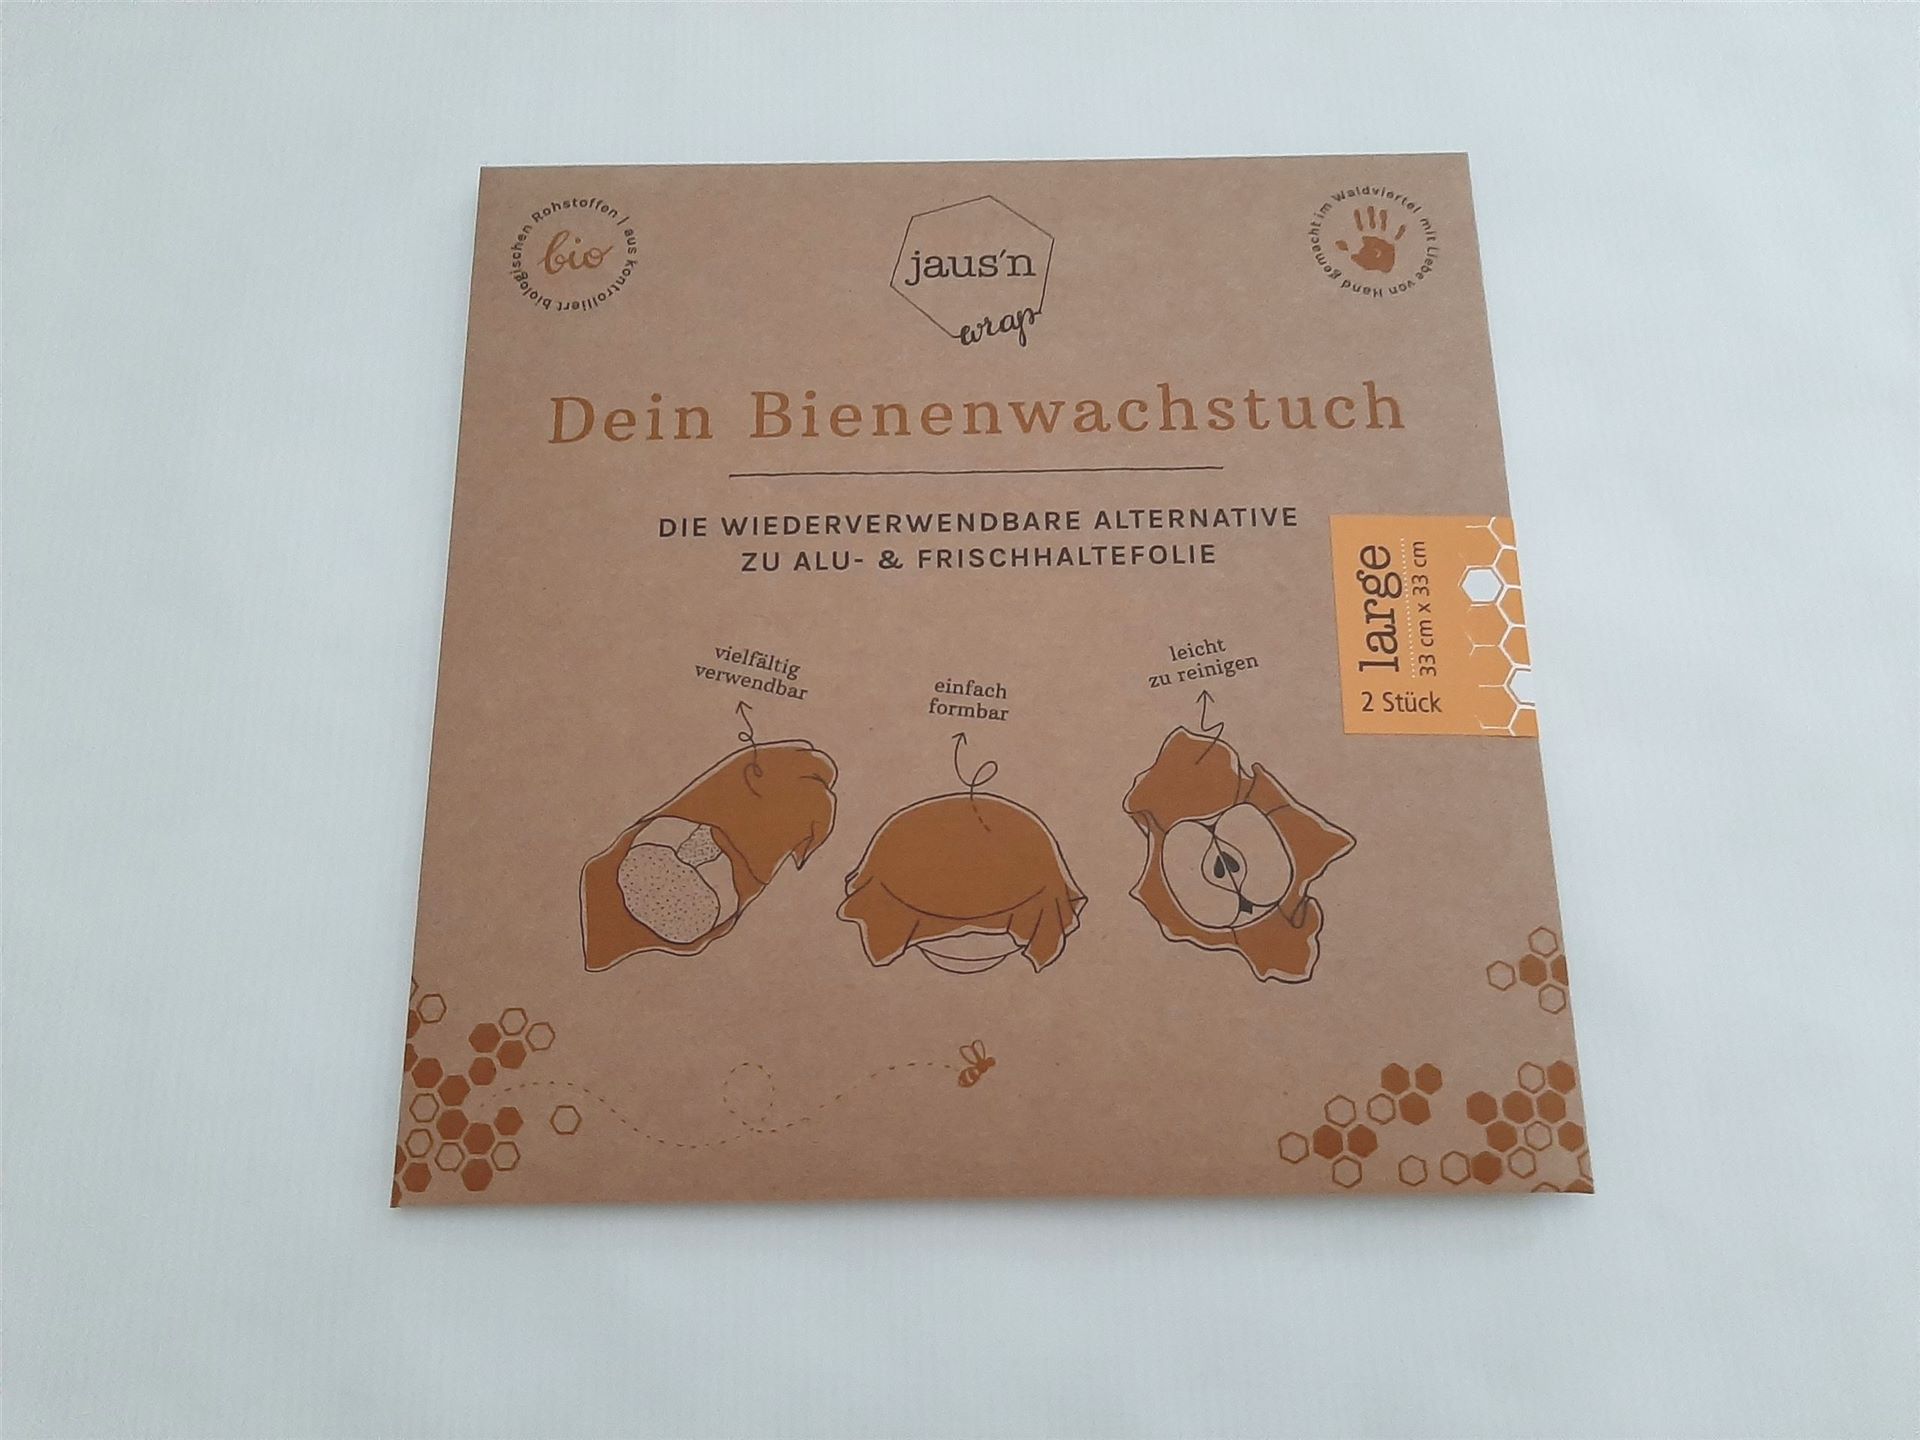 aus kontrolliert biologischen Rohstoffen |
bio
jaus'n
wrap
von Hand gemacht im Waldviertel mit Liebe
Dein Bienenwachstuch
DIE WIEDERVERWENDBARE ALTERNATIVE
ZU ALU- & FRISCHHALTEFOLIE
large
33 cm x 33 cm
2 Stück
vielfältig
verwendbar
einfach
formbar
leicht
zu reinigen